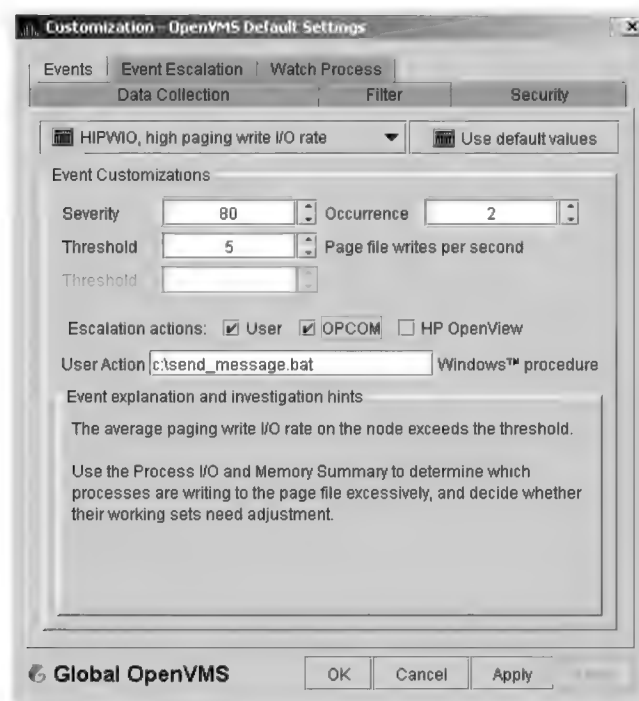 Customization - OpenVMS Default Settings
Events Event Escalation Watch Process
Data Collection Filter Security
HIPWIO, high paging write I/O rate Use default values
Event Customizations
Severity 80 Occurrence 2
Threshold 5 Page file writes per second
Threshold
Escalation actions: User OPCOM HP OpenView
User Action c:\send_message.bat Windows™ procedure
Event explanation and investigation hints
The average paging write I/O rate on the node exceeds the threshold.
Use the Process I/O and Memory Summary to determine which
processes are writing to the page file excessively, and decide whether
their working sets need adjustment.
Global OpenVMS OK Cancel Apply